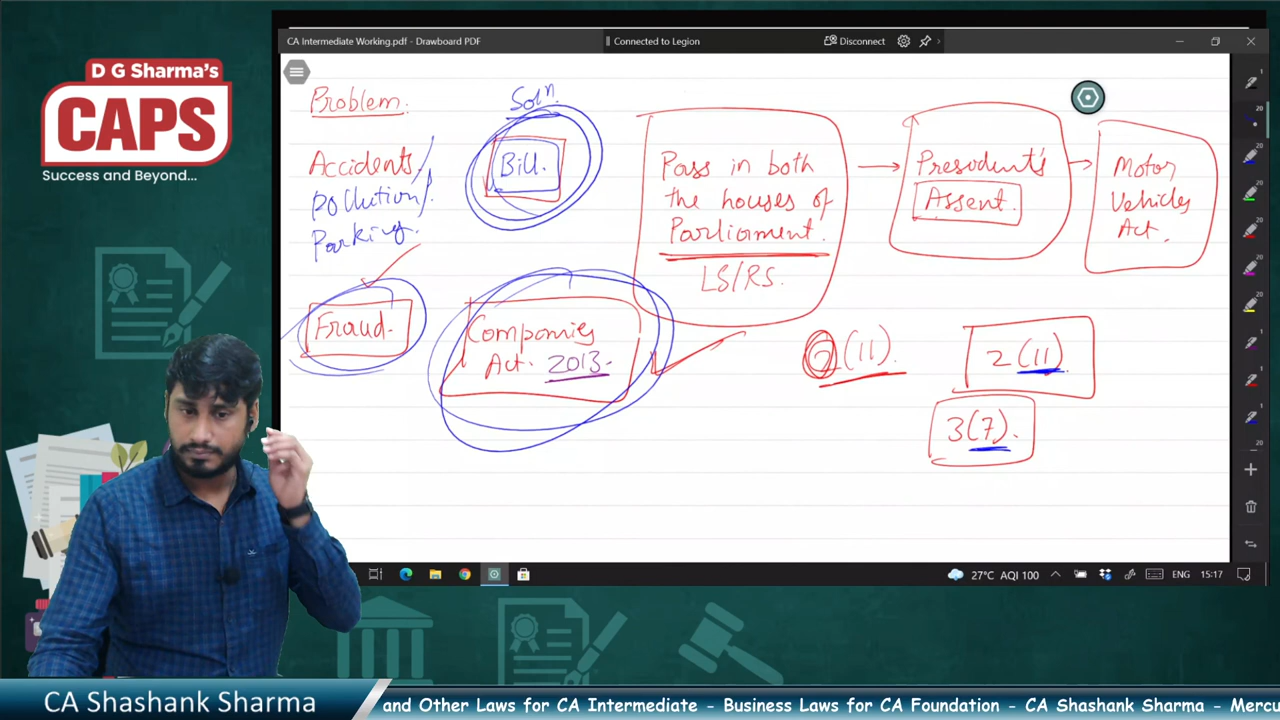 D G Sharma's
CAPS
Success and Beyond...
CA Intermediate Working.pdf - Drawboard PDF
Connected to Legion
Disconnect
Problem.
Soln.
Accidents
Pollution
Parking.
Bill.
Pass in both
the houses of
Parliament.
LS/RS.
Presodent's
Assent.
Motor
Vehicles
Act.
Fraud.
Companies
Act. 2013.
2(11).
2(11)
3(7).
27°C AQI 100
ENG
15:17
CA Shashank Sharma
and Other Laws for CA Intermediate - Business Laws for CA Foundation - CA Shashank Sharma - Mercu